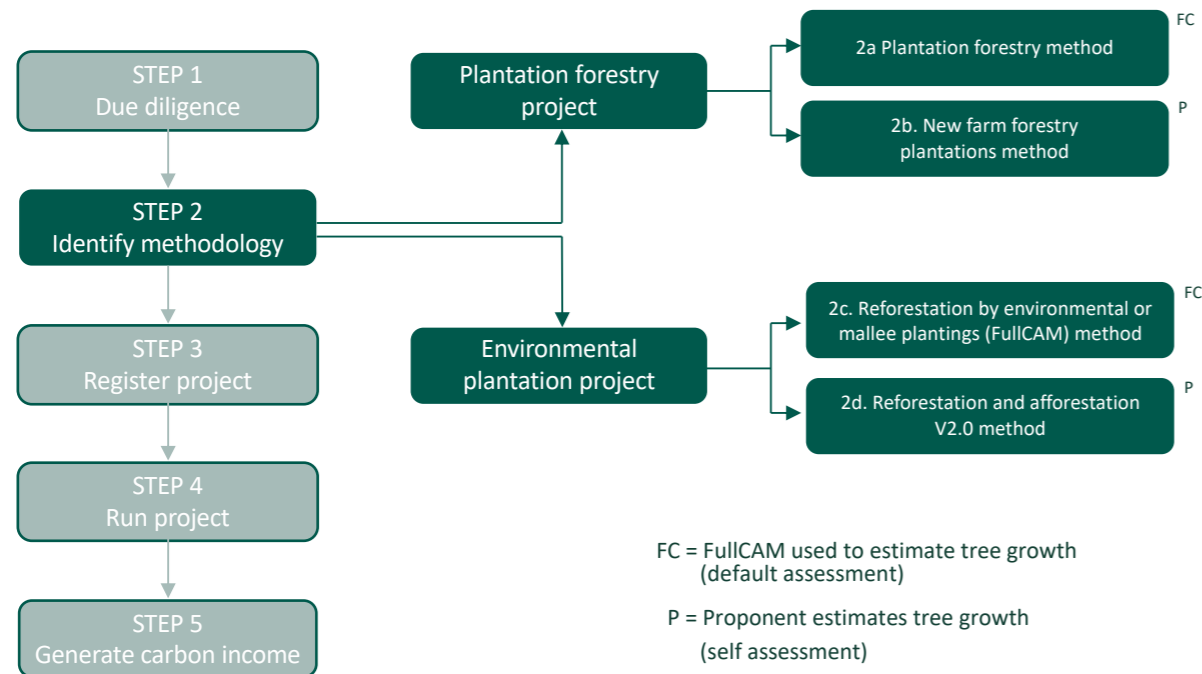 STEP 1
Due diligence
STEP 2
Identify methodology
STEP 3
Register project
STEP 4
Run project
STEP 5
Generate carbon income
Plantation forestry
project
Environmental
plantation project
FC
2a Plantation forestry method
P
2b. New farm forestry
plantations method
FC
2c. Reforestation by environmental or
mallee plantings (FullCAM) method
P
2d. Reforestation and afforestation
V2.0 method
FC = FullCAM used to estimate tree growth
(default assessment)
P = Proponent estimates tree growth
(self assessment)